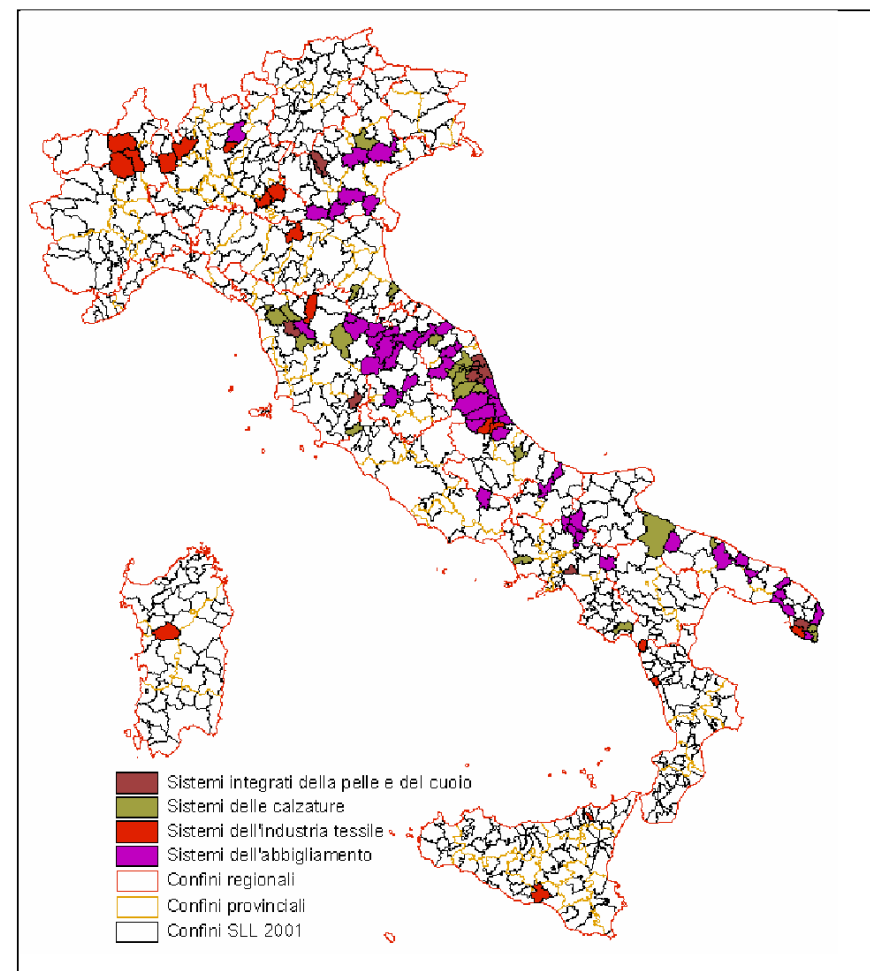 Sistemi integrati della pelle e del cuoio
Sistemi delle calzature
Sistemi dell'industria tessile
Sistemi dell'abbigliamento
Confini regionali
Confini provinciali
Confini SLL 2001